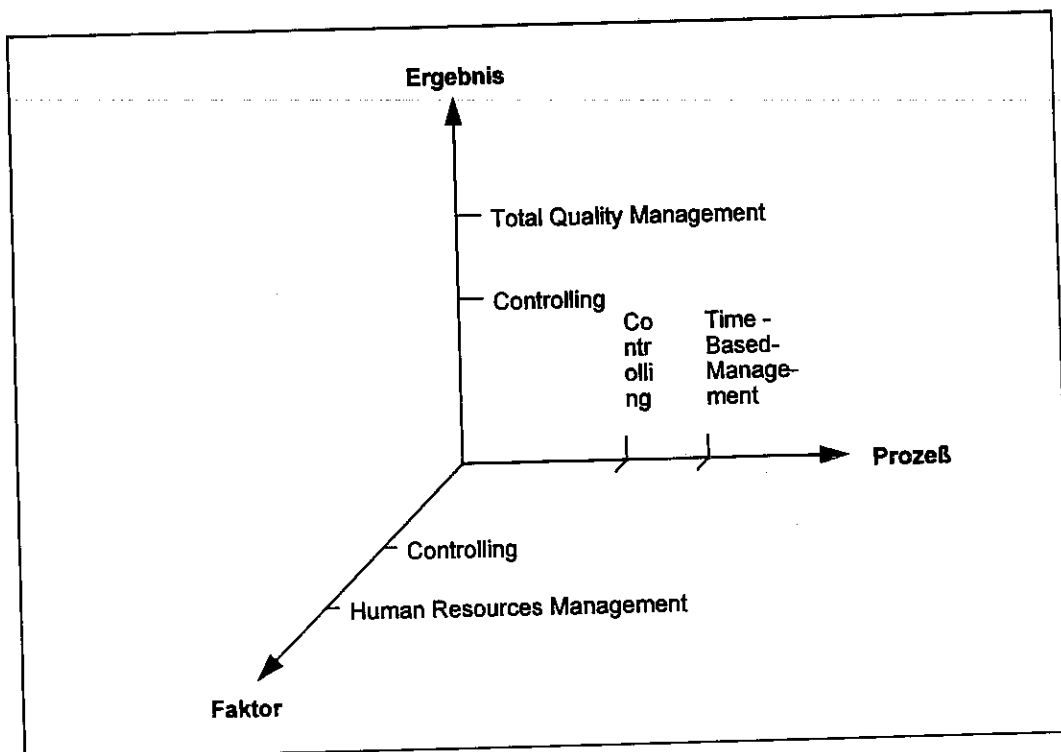 Ergebnis
Total Quality Management
Controlling
Co
ntr
olli
ng
Time -
Based-
Manage-
ment
Prozeß
Controlling
Human Resources Management
Faktor